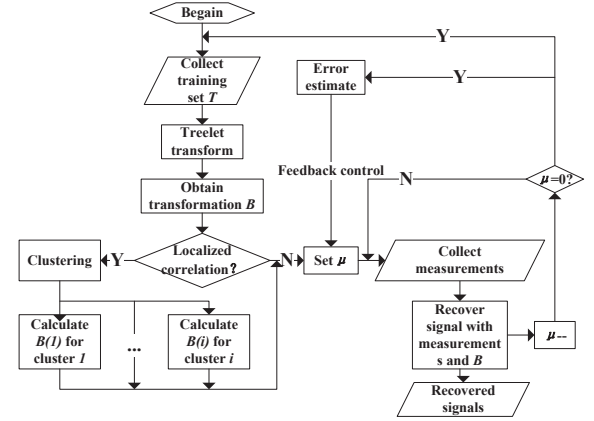 Begain
Y
Collect
training
set T
Error
estimate
Y
Treelet
transform
Feedback control
Obtain
transformation B
N
μ=0?
Localized
correlation?
Clustering
Y
N
Set μ
Collect
measurements
Calculate
B(1) for
cluster 1
...
Calculate
B(i) for
cluster i
Recover
signal with
measurement
s and B
μ--
Recovered
signals